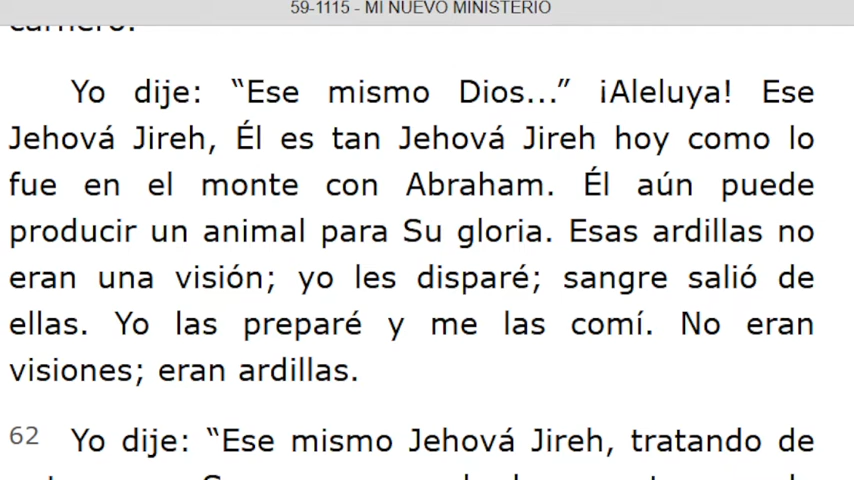 59-1115 - MI NUEVO MINISTERIO
carnero.
Yo dije: “Ese mismo Dios...” ¡Aleluya! Ese
Jehová Jireh, Él es tan Jehová Jireh hoy como lo
fue en el monte con Abraham. Él aún puede
producir un animal para Su gloria. Esas ardillas no
eran una visión; yo les disparé; sangre salió de
ellas. Yo las preparé y me las comí. No eran
visiones; eran ardillas.
62 Yo dije: “Ese mismo Jehová Jireh, tratando de